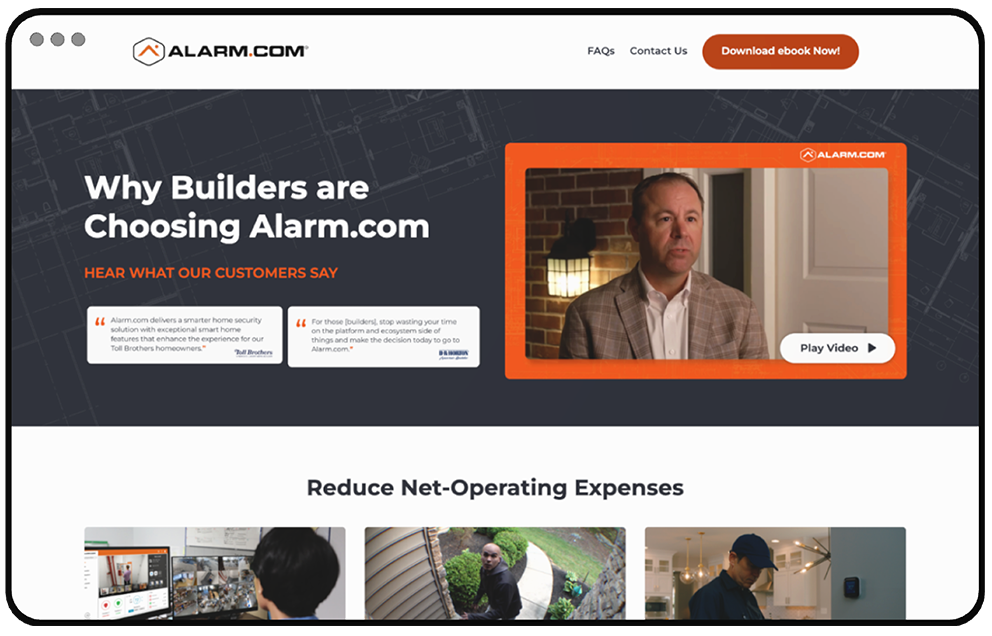 ALARM.COM®
FAQs
Contact Us
Download ebook Now!
Why Builders are
Choosing Alarm.com
HEAR WHAT OUR CUSTOMERS SAY
“ Alarm.com delivers a smarter home security
solution with exceptional smart home
features that enhance the experience for our
Toll Brothers homeowners.”
Toll Brothers
“ For those [builders], stop wasting your time
on the platform and ecosystem side of
things and make the decision today to go to
Alarm.com.”
D·R·HORTON
America's Builder
ALARM.COM®
Play Video
Reduce Net-Operating Expenses